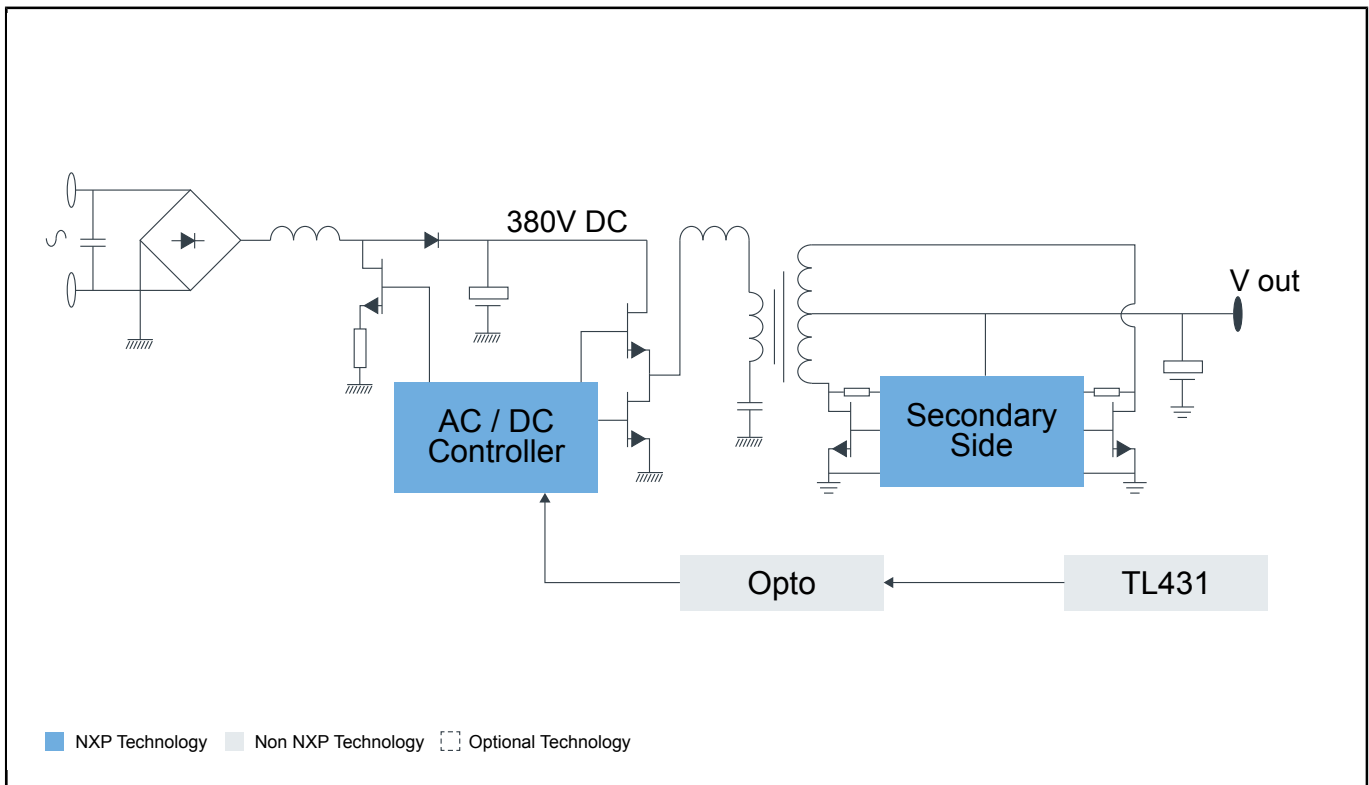 380V DC
V out
AC / DC
Controller
Secondary
Side
Opto
TL431
NXP Technology
Non NXP Technology
Optional Technology